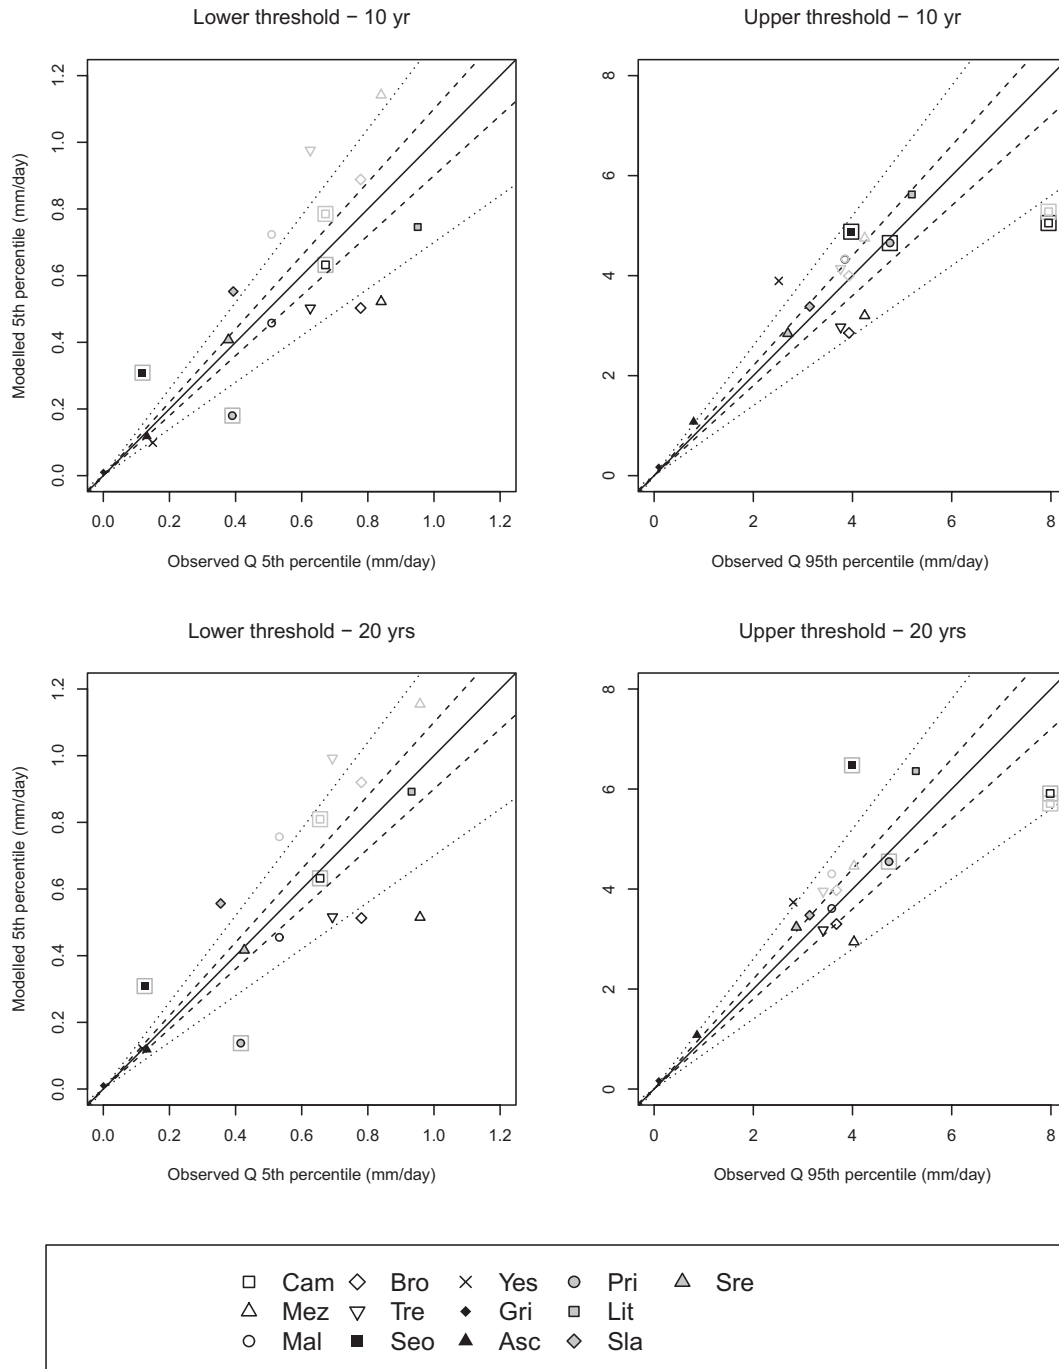 Lower threshold − 10 yr
Upper threshold − 10 yr
Modelled 5th percentile (mm/day)
0.0 0.2 0.4 0.6 0.8 1.0 1.2
0.0 0.2 0.4 0.6 0.8 1.0 1.2
Observed Q 5th percentile (mm/day)
0 2 4 6 8
0 2 4 6 8
Observed Q 95th percentile (mm/day)
Lower threshold − 20 yrs
Upper threshold − 20 yrs
Modelled 5th percentile (mm/day)
0.0 0.2 0.4 0.6 0.8 1.0 1.2
0.0 0.2 0.4 0.6 0.8 1.0 1.2
Observed Q 5th percentile (mm/day)
0 2 4 6 8
0 2 4 6 8
Observed Q 95th percentile (mm/day)
Cam Bro Yes Pri Sre
Mez Tre Gri Lit
Mal Seo Asc Sla